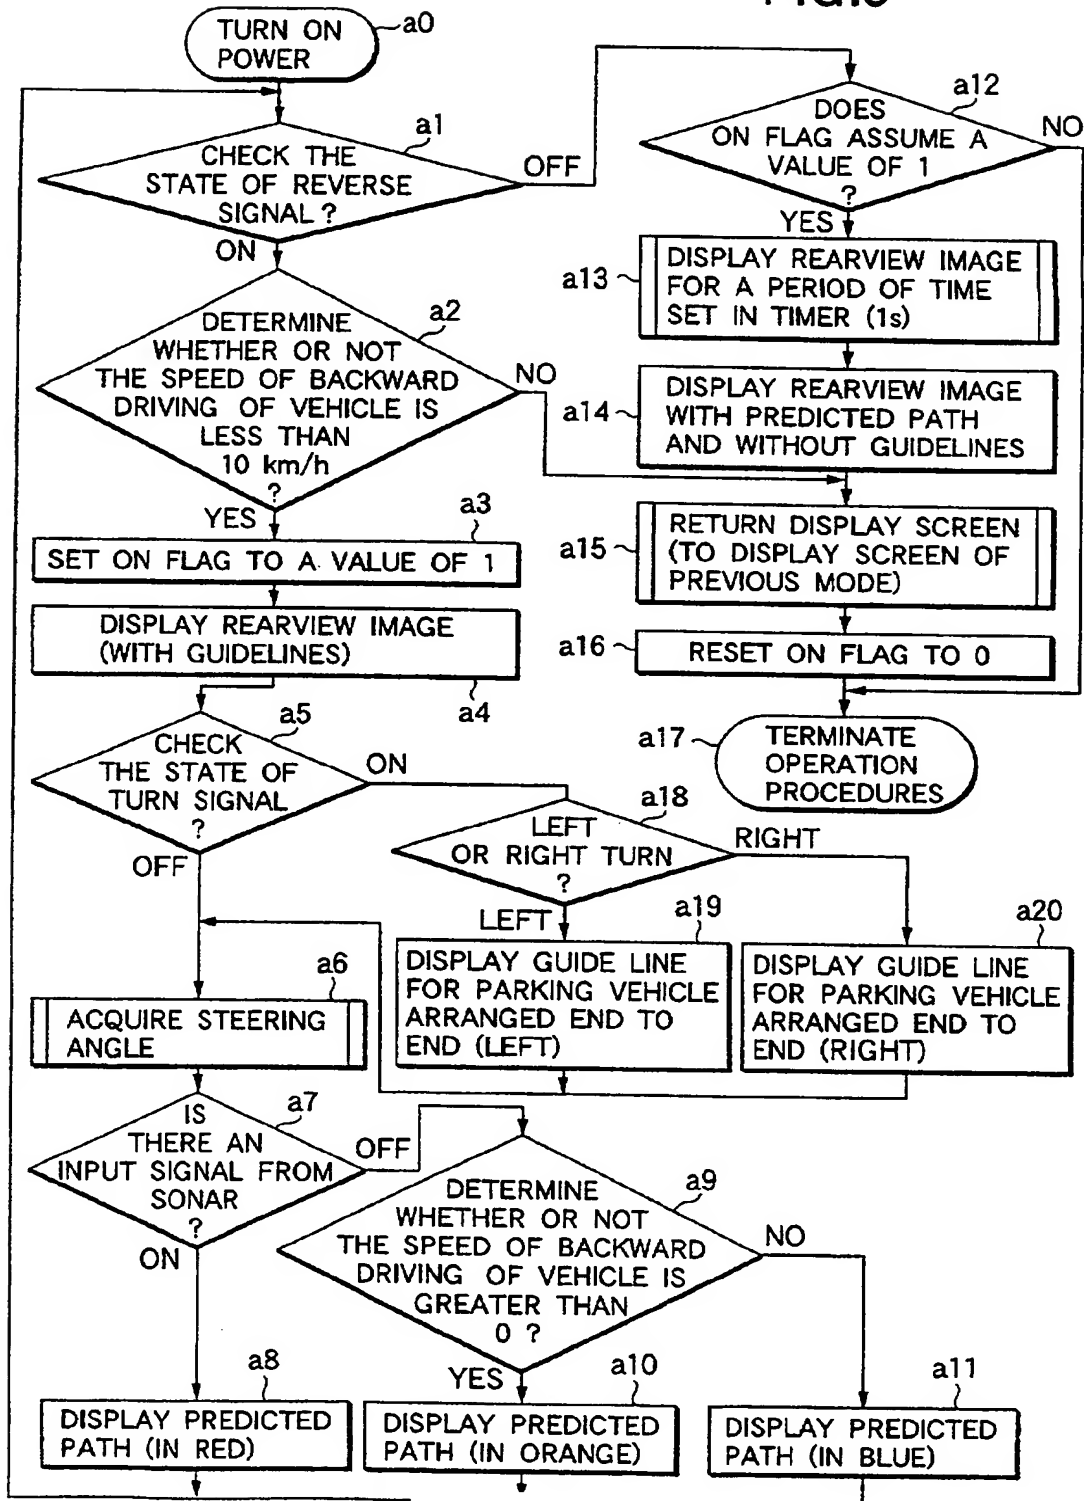 TURN ON
POWER
a0
a1
CHECK THE
STATE OF REVERSE
SIGNAL ?
OFF
ON
a2
DETERMINE
WHETHER OR NOT
THE SPEED OF BACKWARD
DRIVING OF VEHICLE IS
LESS THAN
10 km/h
?
NO
YES
a3
SET ON FLAG TO A VALUE OF 1
DISPLAY REARVIEW IMAGE
(WITH GUIDELINES)
a4
a5
CHECK
THE STATE OF
TURN SIGNAL
?
ON
OFF
a6
ACQUIRE STEERING
ANGLE
a7
IS
THERE AN
INPUT SIGNAL FROM
SONAR
?
OFF
ON
a8
DISPLAY PREDICTED
PATH (IN RED)
a9
DETERMINE
WHETHER OR NOT
THE SPEED OF BACKWARD
DRIVING OF VEHICLE IS
GREATER THAN
0 ?
NO
YES
a10
DISPLAY PREDICTED
PATH (IN ORANGE)
a11
DISPLAY PREDICTED
PATH (IN BLUE)
a12
DOES
ON FLAG ASSUME A
VALUE OF 1
?
NO
YES
a13
DISPLAY REARVIEW IMAGE
FOR A PERIOD OF TIME
SET IN TIMER (1s)
a14
DISPLAY REARVIEW IMAGE
WITH PREDICTED PATH
AND WITHOUT GUIDELINES
a15
RETURN DISPLAY SCREEN
(TO DISPLAY SCREEN OF
PREVIOUS MODE)
a16
RESET ON FLAG TO 0
a17
TERMINATE
OPERATION
PROCEDURES
a18
LEFT
OR RIGHT TURN
?
RIGHT
LEFT
a19
DISPLAY GUIDE LINE
FOR PARKING VEHICLE
ARRANGED END TO
END (LEFT)
a20
DISPLAY GUIDE LINE
FOR PARKING VEHICLE
ARRANGED END TO
END (RIGHT)